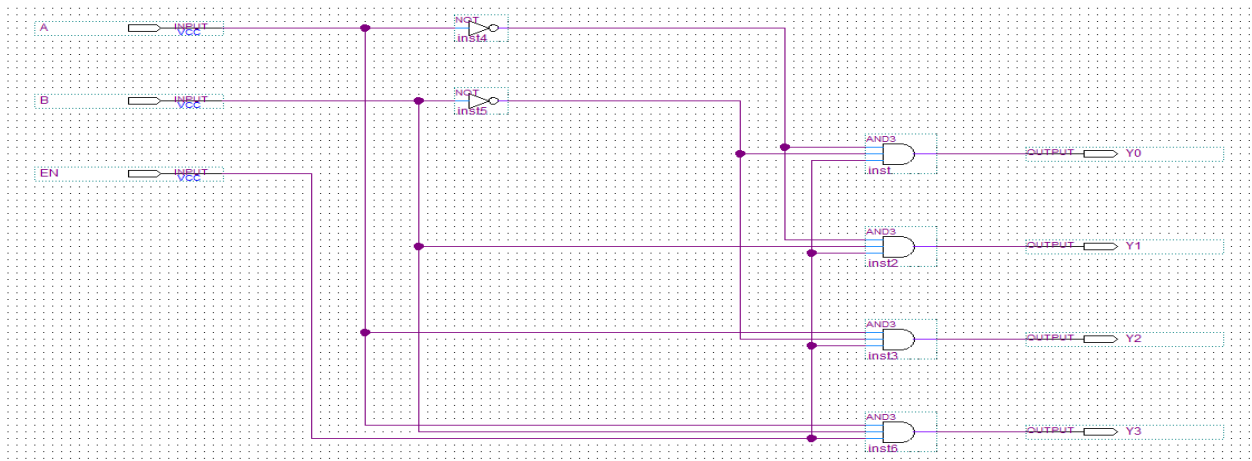 A INPUT VCC NOT inst4
B INPUT VCC NOT inst5
EN INPUT VCC
AND3 inst OUTPUT Y0
AND3 inst2 OUTPUT Y1
AND3 inst3 OUTPUT Y2
AND3 inst6 OUTPUT Y3